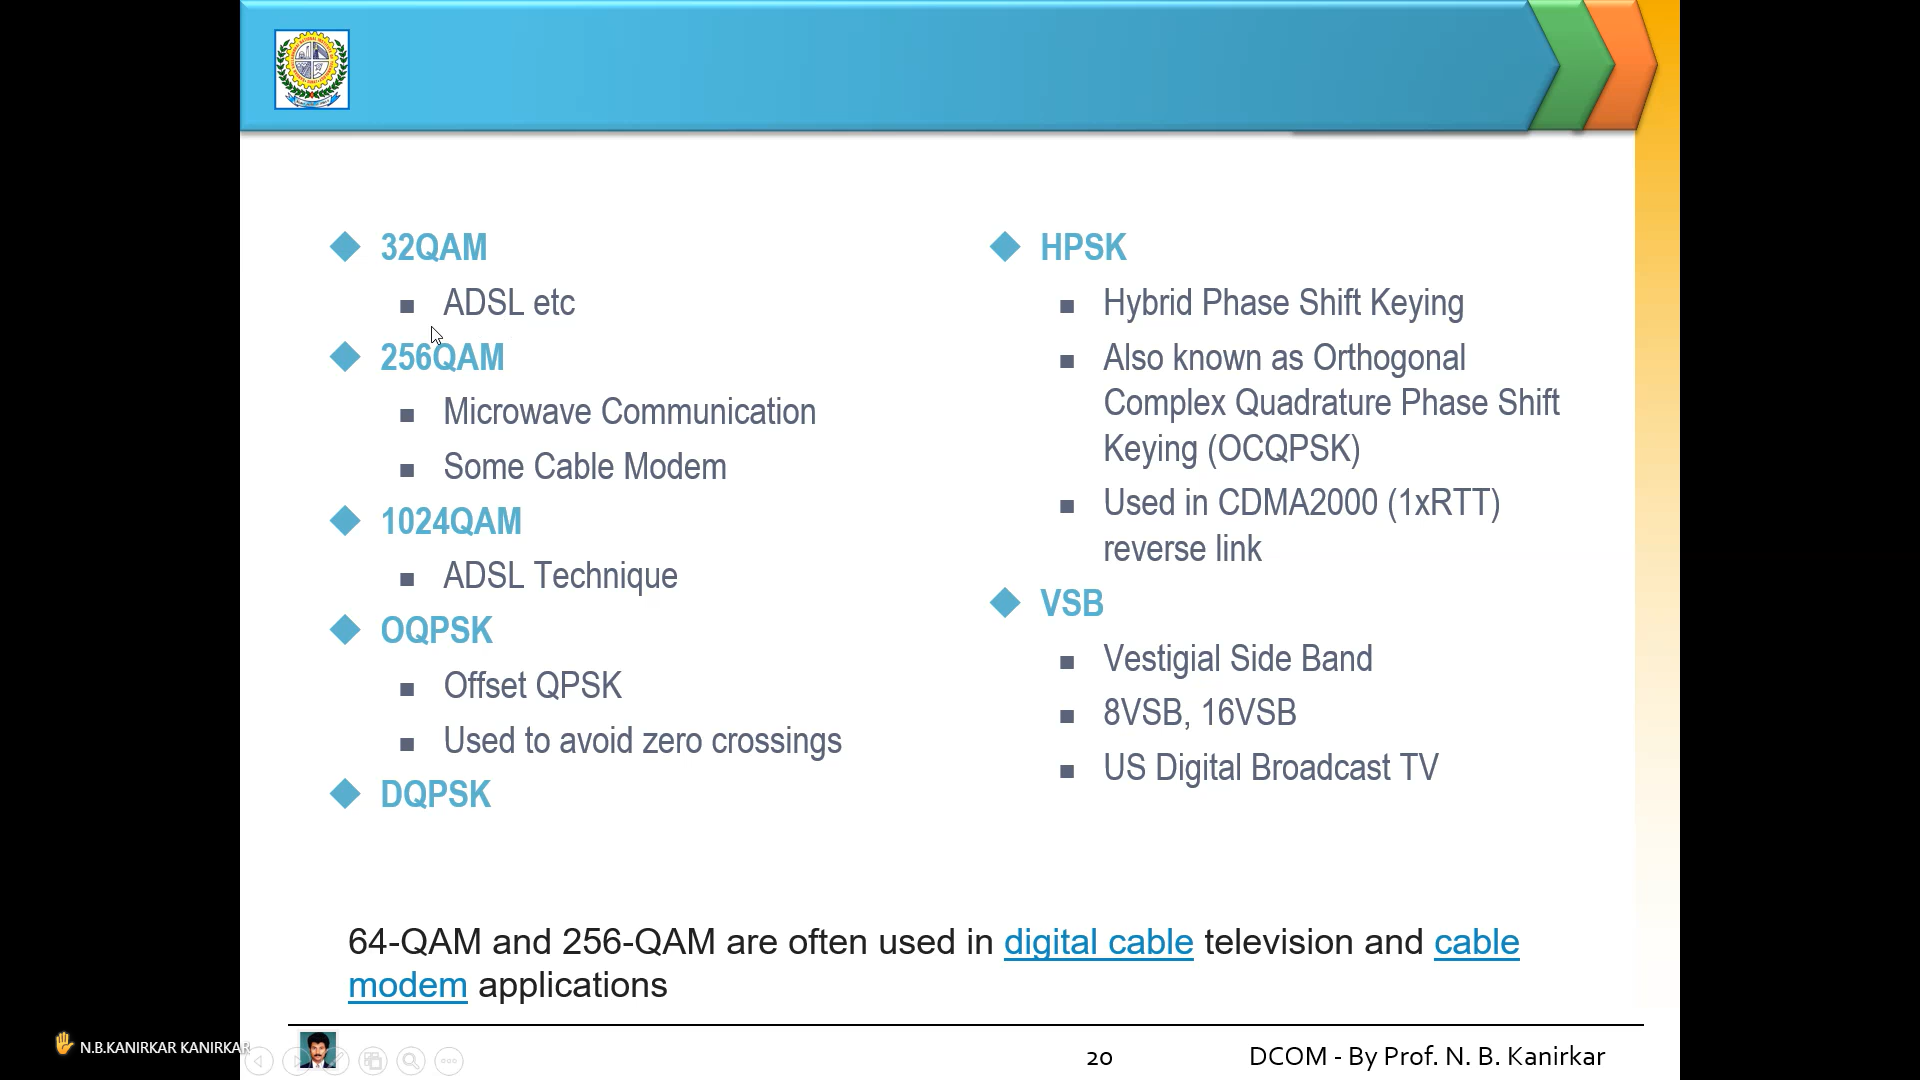 32QAM
ADSL etc
256QAM
Microwave Communication
Some Cable Modem
1024QAM
ADSL Technique
OQPSK
Offset QPSK
Used to avoid zero crossings
DQPSK
HPSK
Hybrid Phase Shift Keying
Also known as Orthogonal
Complex Quadrature Phase Shift
Keying (OCQPSK)
Used in CDMA2000 (1xRTT)
reverse link
VSB
Vestigial Side Band
8VSB, 16VSB
US Digital Broadcast TV
64-QAM and 256-QAM are often used in digital cable television and cable
modem applications
N.B.KANIRKAR KANIRKAR
20
DCOM - By Prof. N. B. Kanirkar